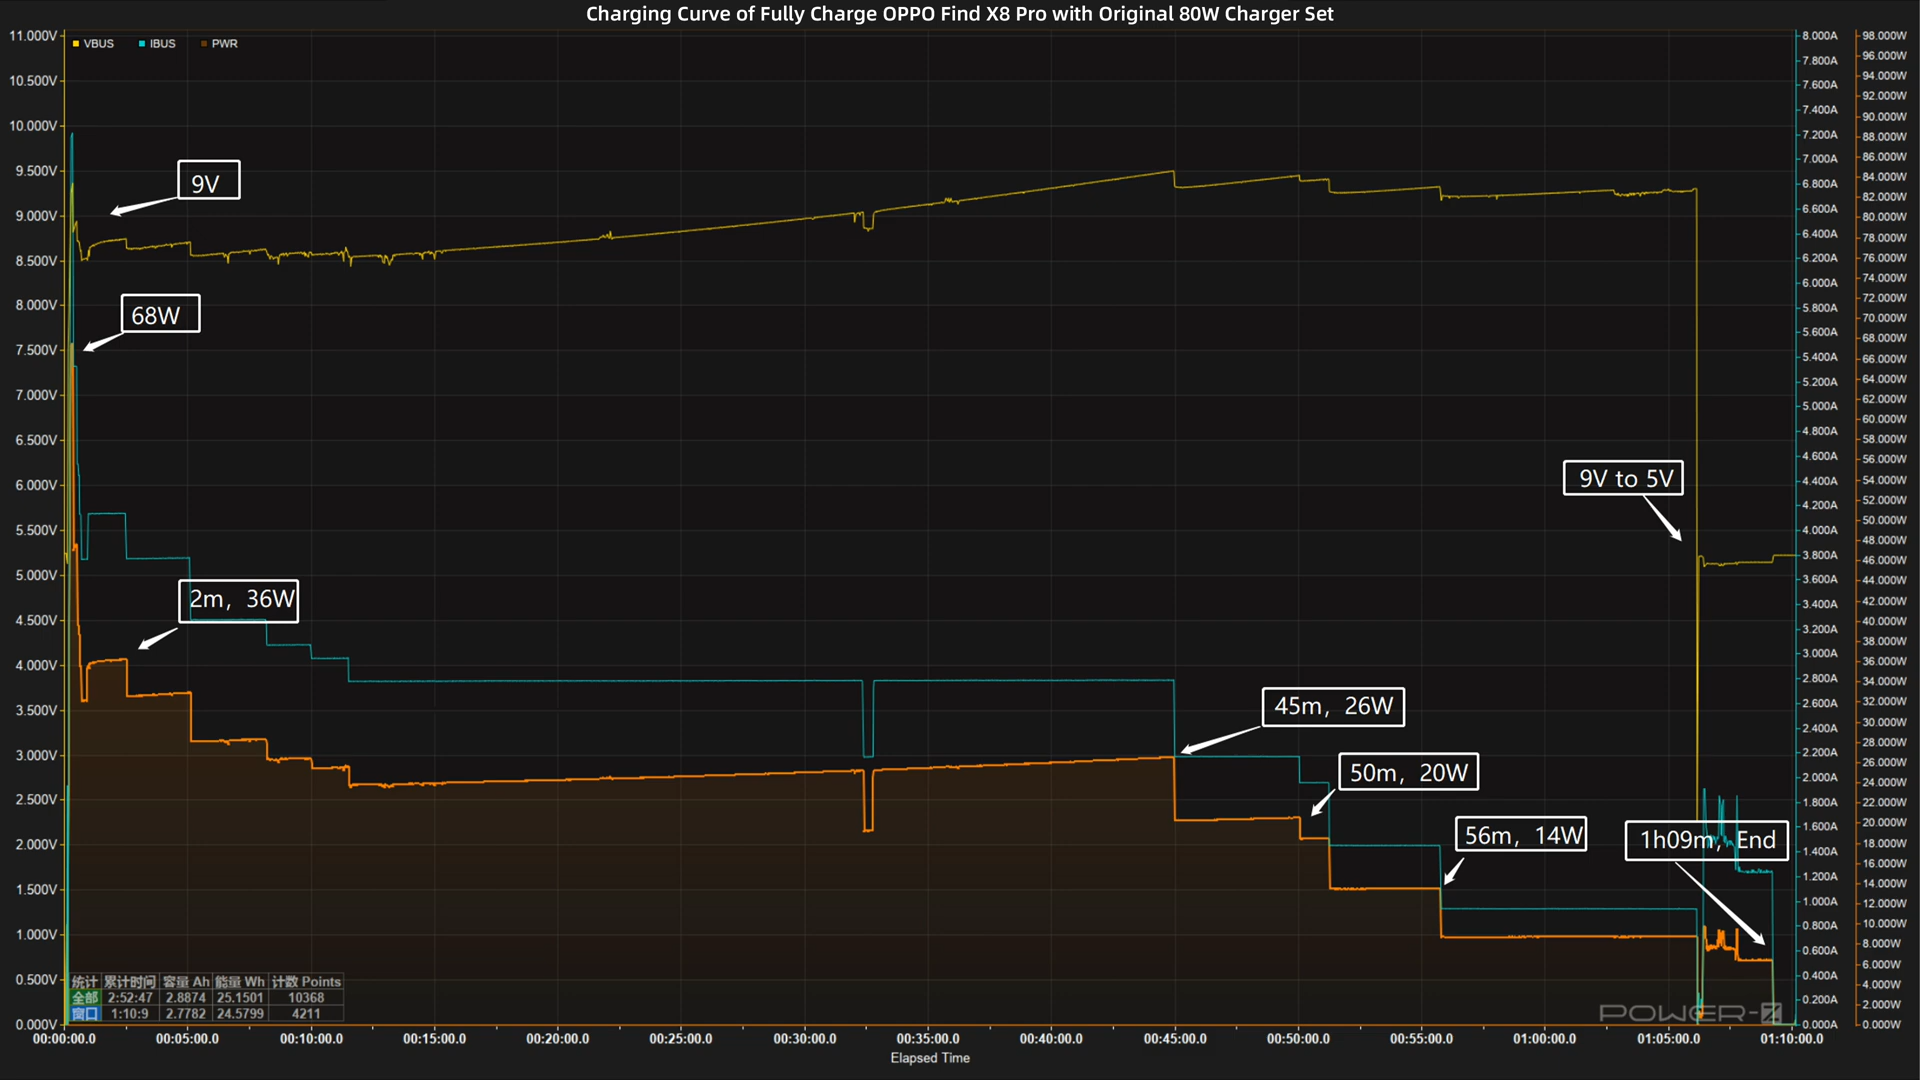 Charging Curve of Fully Charge OPPO Find X8 Pro with Original 80W Charger Set
VBUS IBUS PWR
11.000V
10.500V
10.000V
9.500V
9.000V
8.500V
8.000V
7.500V
7.000V
6.500V
6.000V
5.500V
5.000V
4.500V
4.000V
3.500V
3.000V
2.500V
2.000V
1.500V
1.000V
0.500V
0.000V
9V
68W
2m, 36W
45m, 26W
50m, 20W
56m, 14W
9V to 5V
1h09m, End
8.000A
7.800A
7.600A
7.400A
7.200A
7.000A
6.800A
6.600A
6.400A
6.200A
6.000A
5.800A
5.600A
5.400A
5.200A
5.000A
4.800A
4.600A
4.400A
4.200A
4.000A
3.800A
3.600A
3.400A
3.200A
3.000A
2.800A
2.600A
2.400A
2.200A
2.000A
1.800A
1.600A
1.400A
1.200A
1.000A
0.800A
0.600A
0.400A
0.200A
0.000A
98.000W
96.000W
94.000W
92.000W
90.000W
88.000W
86.000W
84.000W
82.000W
80.000W
78.000W
76.000W
74.000W
72.000W
70.000W
68.000W
66.000W
64.000W
62.000W
60.000W
58.000W
56.000W
54.000W
52.000W
50.000W
48.000W
46.000W
44.000W
42.000W
40.000W
38.000W
36.000W
34.000W
32.000W
30.000W
28.000W
26.000W
24.000W
22.000W
20.000W
18.000W
16.000W
14.000W
12.000W
10.000W
8.000W
6.000W
4.000W
2.000W
0.000W
统计 累计时间 容量 Ah 能量 Wh 计数 Points
全部 2:52:47 2.8874 25.1501 10368
窗口 1:10:9 2.7782 24.5799 4211
POWER-Z
00:00:00.0 00:05:00.0 00:10:00.0 00:15:00.0 00:20:00.0 00:25:00.0 00:30:00.0 00:35:00.0 00:40:00.0 00:45:00.0 00:50:00.0 00:55:00.0 01:00:00.0 01:05:00.0 01:10:00.0
Elapsed Time